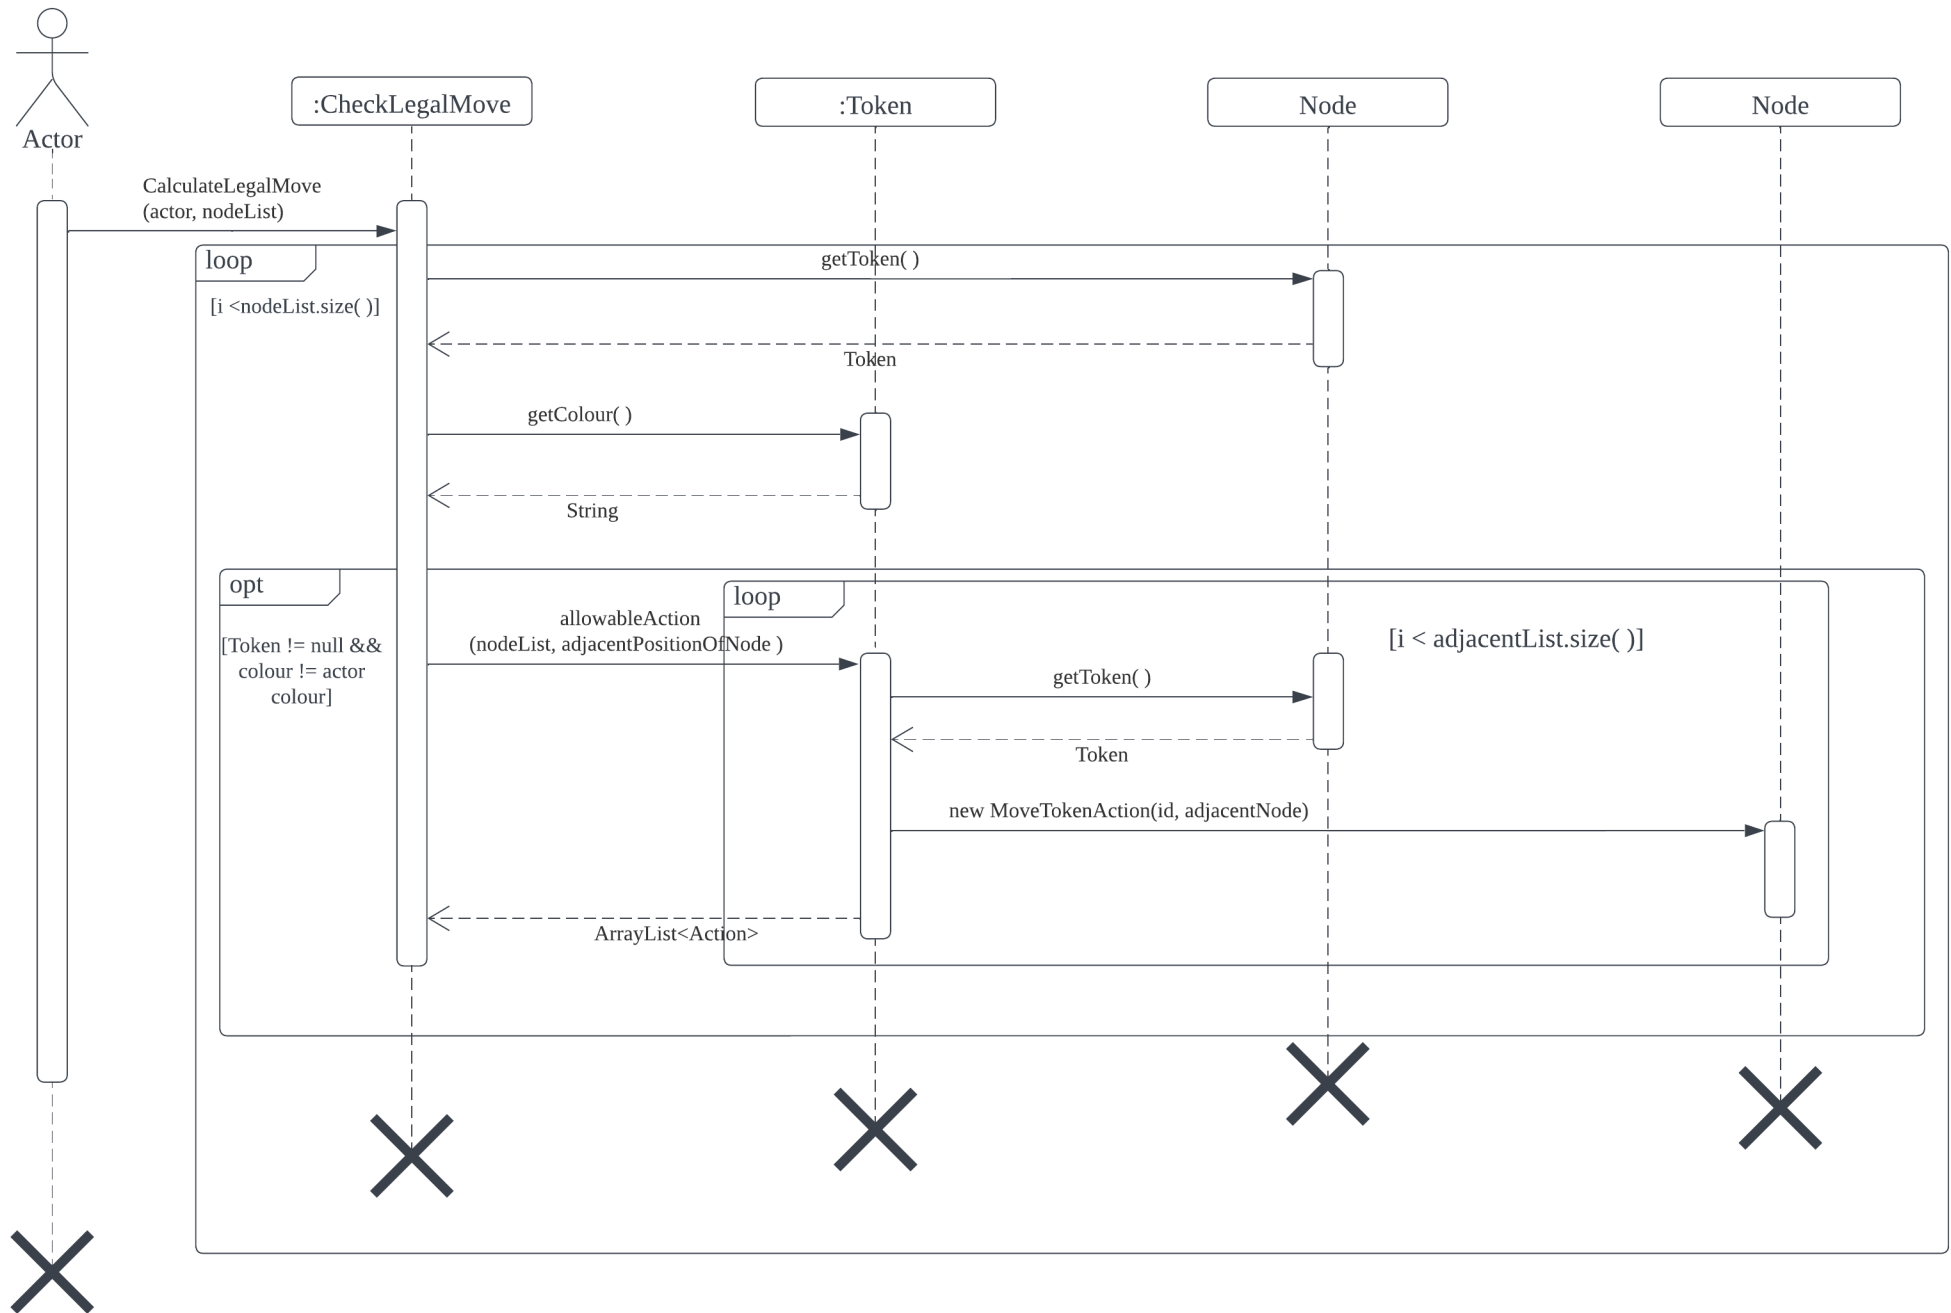 Actor
:CheckLegalMove
:Token
Node
Node
CalculateLegalMove
(actor, nodeList)
loop
[i <nodeList.size( )]
getToken( )
Token
getColour( )
String
opt
[Token != null &&
colour != actor
colour]
loop
[i < adjacentList.size( )]
allowableAction
(nodeList, adjacentPositionOfNode )
getToken( )
Token
new MoveTokenAction(id, adjacentNode)
ArrayList<Action>